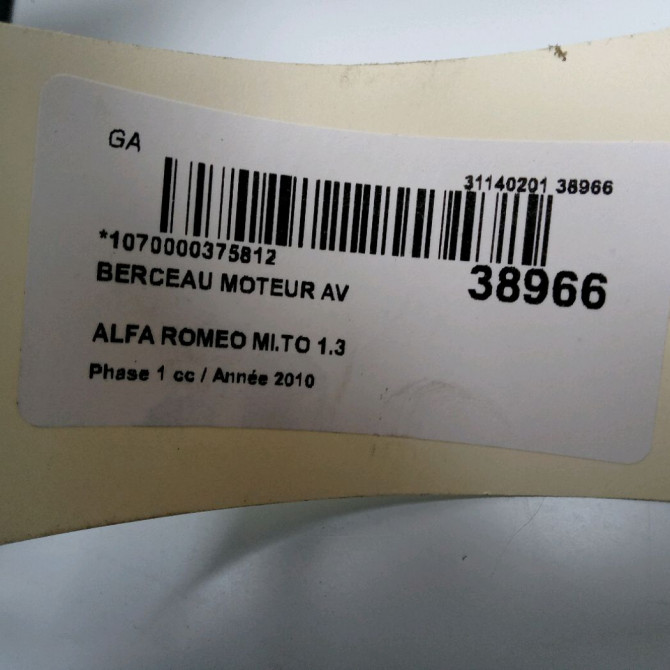 GA
31140201 38966
*1070000375812
38966
BERCEAU MOTEUR AV
ALFA ROMEO MI.TO 1.3
Phase 1 cc / Année 2010